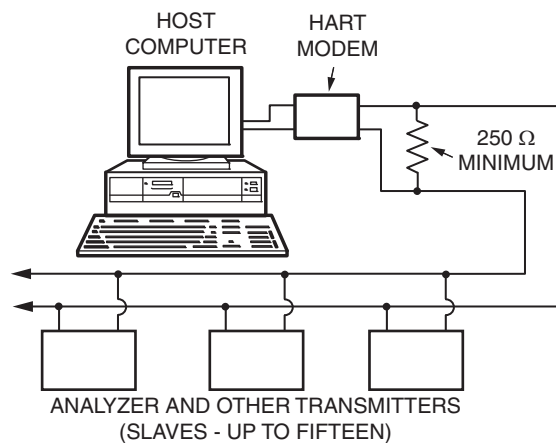 HOST
COMPUTER
HART
MODEM
250 Ω
MINIMUM
ANALYZER AND OTHER TRANSMITTERS
(SLAVES - UP TO FIFTEEN)